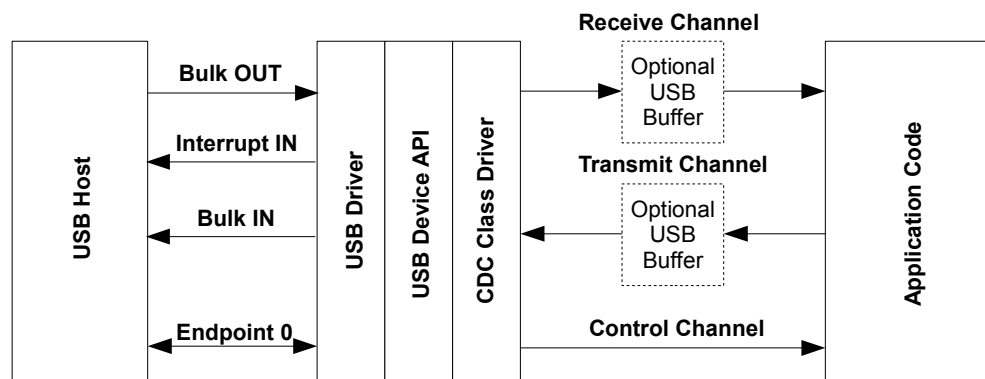 Receive Channel
Bulk OUT
Optional
USB
Buffer
Interrupt IN
Transmit Channel
Bulk IN
Optional
USB
Buffer
Endpoint 0
Control Channel
USB Host
USB Driver
USB Device API
CDC Class Driver
Application Code